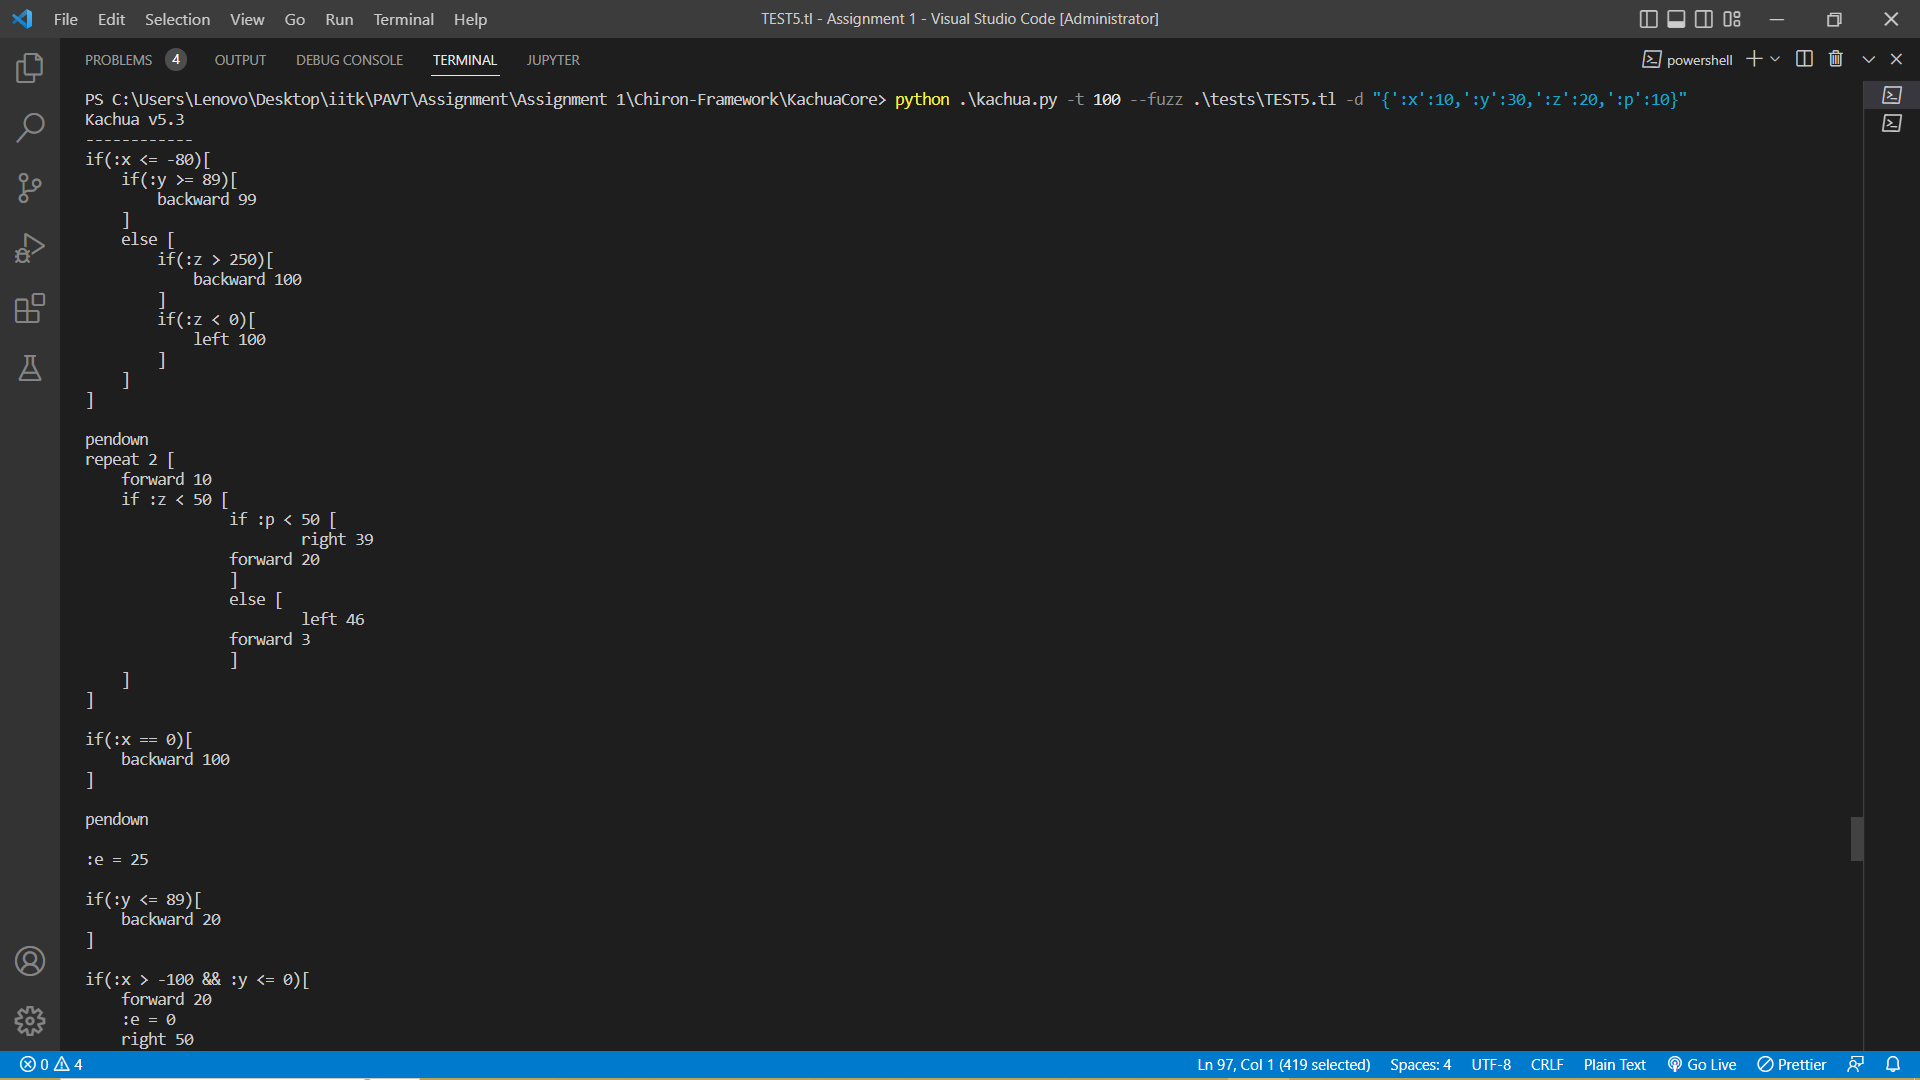 File Edit Selection View Go Run Terminal Help TEST5.tl - Assignment 1 - Visual Studio Code [Administrator]
PROBLEMS 4 OUTPUT DEBUG CONSOLE TERMINAL JUPYTER powershell
PS C:\Users\Lenovo\Desktop\iitk\PAVT\Assignment\Assignment 1\Chiron-Framework\KachuaCore> python .\kachua.py -t 100 --fuzz .\tests\TEST5.tl -d "{':x':10,':y':30,':z':20,':p':10}"
Kachua v5.3
------------
if(:x <= -80)[
    if(:y >= 89)[
        backward 99
    ]
    else [
        if(:z > 250)[
            backward 100
        ]
        if(:z < 0)[
            left 100
        ]
    ]
]
pendown
repeat 2 [
    forward 10
    if :z < 50 [
                if :p < 50 [
                        right 39
                forward 20
                ]
                else [
                        left 46
                forward 3
                ]
    ]
]
if(:x == 0)[
    backward 100
]
pendown
:e = 25
if(:y <= 89)[
    backward 20
]
if(:x > -100 && :y <= 0)[
    forward 20
    :e = 0
    right 50
0 4 Ln 97, Col 1 (419 selected) Spaces: 4 UTF-8 CRLF Plain Text Go Live Prettier